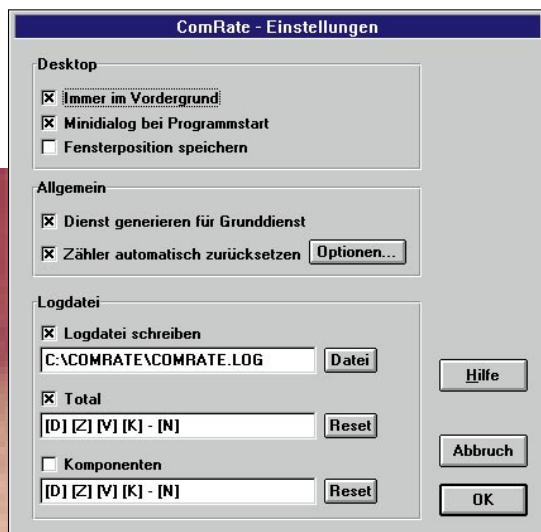 ComRate - Einstellungen
Desktop
Immer im Vordergrund
Minidialog bei Programmstart
Fensterposition speichern
Allgemein
Dienst generieren für Grunddienst
Zähler automatisch zurücksetzen Optionen...
Logdatei
Logdatei schreiben
C:\COMRATE\COMRATE.LOG Datei
Hilfe
Total
[D] [Z] [V] [K] - [N] Reset
Abbruch
Komponenten
[D] [Z] [V] [K] - [N] Reset
OK